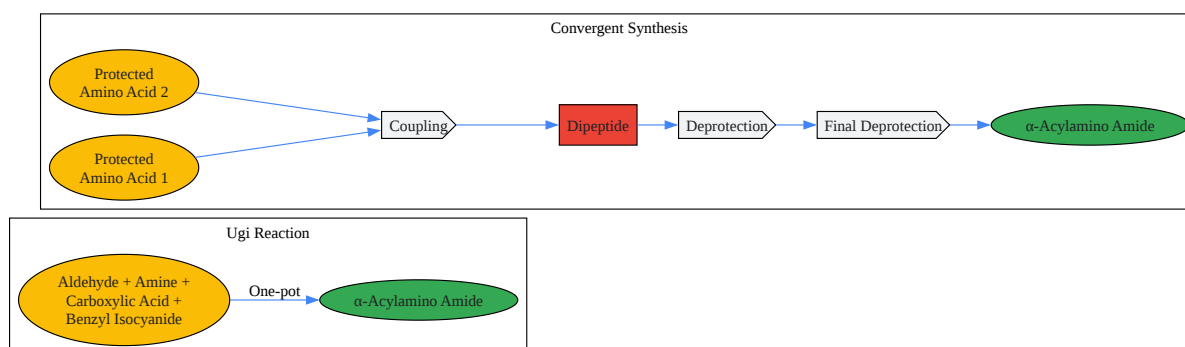 Convergent Synthesis
Protected
Amino Acid 2
Protected
Amino Acid 1
Coupling
Dipeptide
Deprotection
Final Deprotection
α-Acylamino Amide
Ugi Reaction
Aldehyde + Amine +
Carboxylic Acid +
Benzyl Isocyanide
One-pot
α-Acylamino Amide